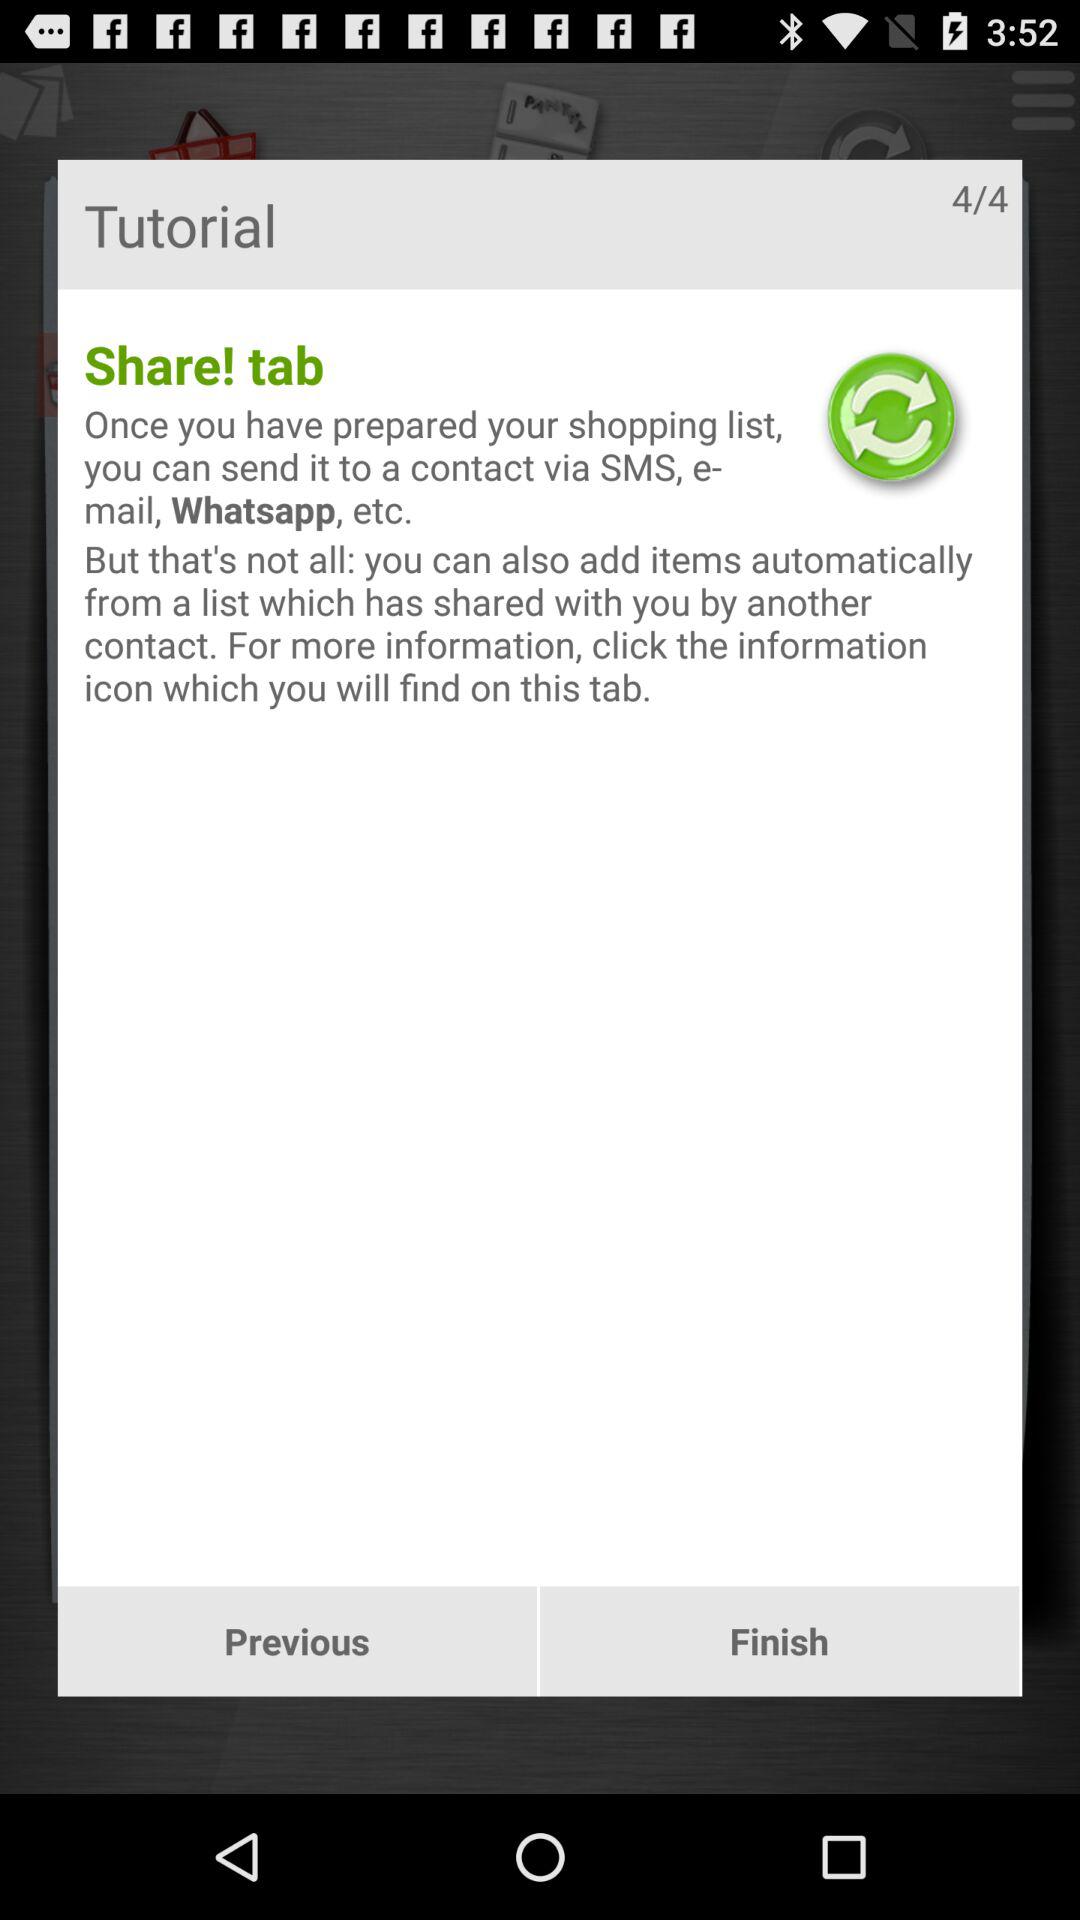 3:52
PANTRY
Tutorial
4/4
Share! tab
Once you have prepared your shopping list,
you can send it to a contact via SMS, e-
mail, Whatsapp, etc.
But that's not all: you can also add items automatically
from a list which has shared with you by another
contact. For more information, click the information
icon which you will find on this tab.
Previous
Finish